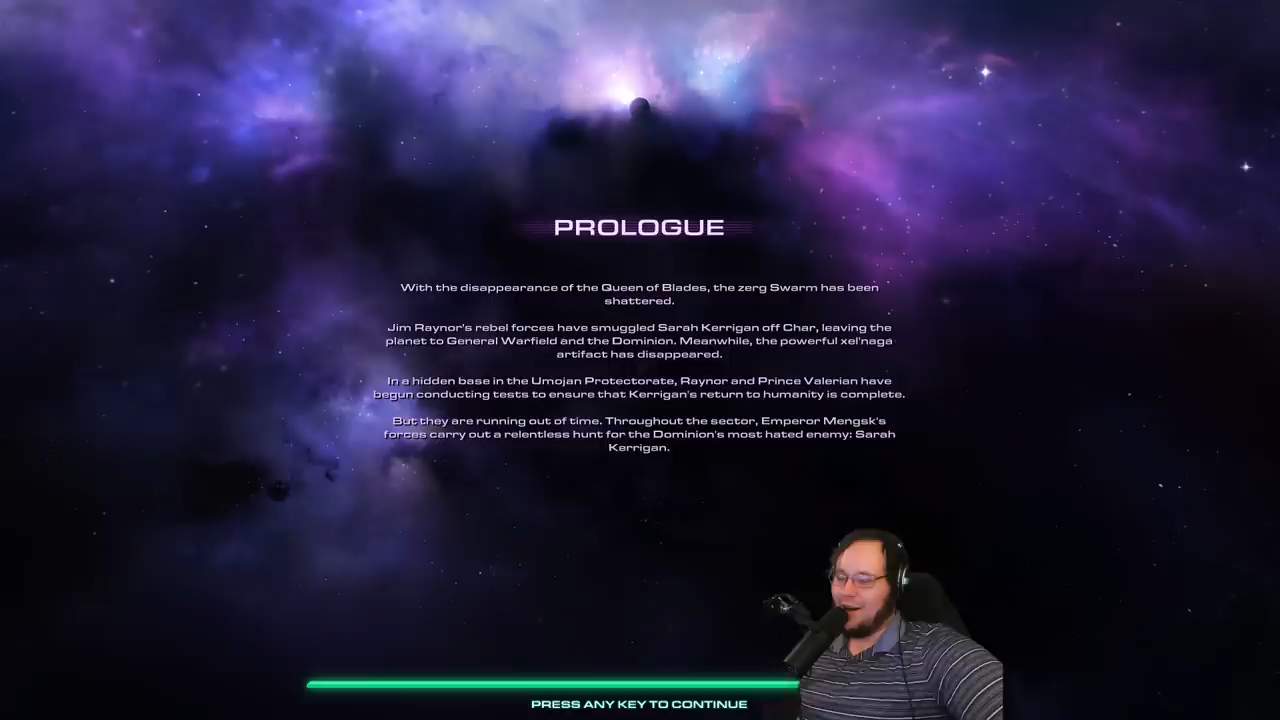 PROLOGUE
With the disappearance of the Queen of Blades, the zerg Swarm has been
shattered.
Jim Raynor's rebel forces have smuggled Sarah Kerrigan off Char, leaving the
planet to General Warfield and the Dominion. Meanwhile, the powerful xel'naga
artifact has disappeared.
In a hidden base in the Umojan Protectorate, Raynor and Prince Valerian have
begun conducting tests to ensure that Kerrigan's return to humanity is complete.
But they are running out of time. Throughout the sector, Emperor Mengsk's
forces carry out a relentless hunt for the Dominion's most hated enemy: Sarah
Kerrigan.
PRESS ANY KEY TO CONTINUE